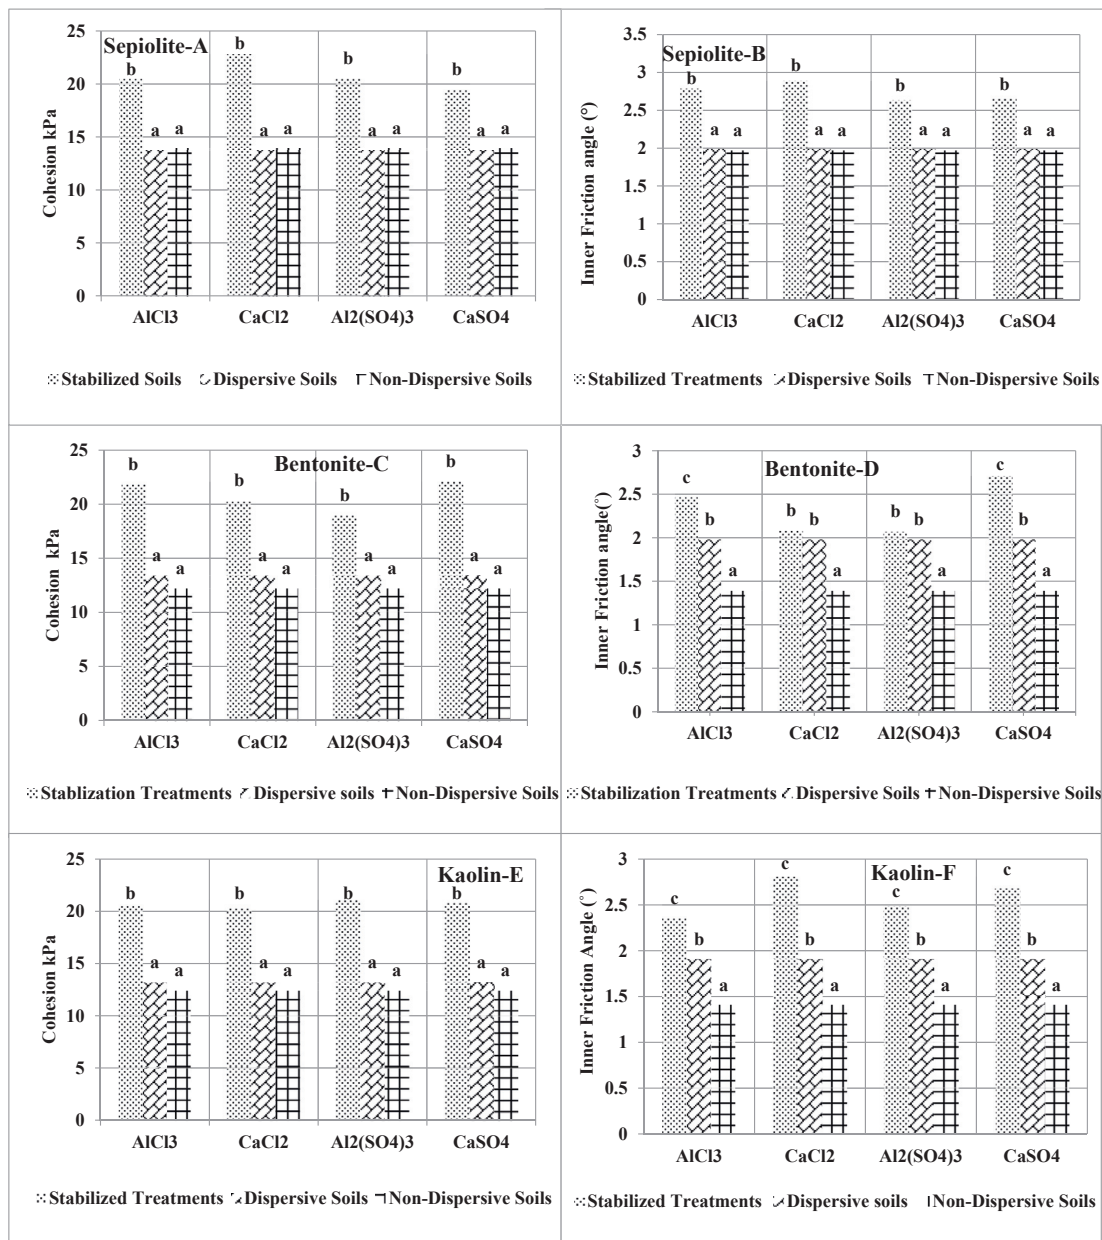 Sepiolite-A
Cohesion kPa
25
20
15
10
5
0
b
a
a
b
a
a
b
a
a
b
a
a
AlCl3 CaCl2 Al2(SO4)3 CaSO4
Stabilized Soils Dispersive Soils Non-Dispersive Soils
Sepiolite-B
Inner Friction angle (°)
3.5
3
2.5
2
1.5
1
0.5
0
b
a
a
b
a
a
b
a
a
b
a
a
AlCl3 CaCl2 Al2(SO4)3 CaSO4
Stabilized Treatments Dispersive Soils Non-Dispersive Soils
Bentonite-C
Cohesion kPa
25
20
15
10
5
0
b
a
a
b
a
a
b
a
a
b
a
a
AlCl3 CaCl2 Al2(SO4)3 CaSO4
Stablization Treatments Dispersive soils Non-Dispersive Soils
Bentonite-D
Inner Friction angle(°)
3
2.5
2
1.5
1
0.5
0
c
b
a
b
b
a
b
b
a
c
b
a
AlCl3 CaCl2 Al2(SO4)3 CaSO4
Stabilization Treatments Dispersive Soils Non-Dispersive Soils
Kaolin-E
Cohesion kPa
25
20
15
10
5
0
b
a
a
b
a
a
b
a
a
b
a
a
AlCl3 CaCl2 Al2(SO4)3 CaSO4
Stabilized Treatments Dispersive Soils Non-Dispersive Soils
Kaolin-F
Inner Friction Angle (°)
3
2.5
2
1.5
1
0.5
0
c
b
a
c
b
a
c
b
a
c
b
a
AlCl3 CaCl2 Al2(SO4)3 CaSO4
Stabilized Treatments Dispersive soils Non-Dispersive Soils